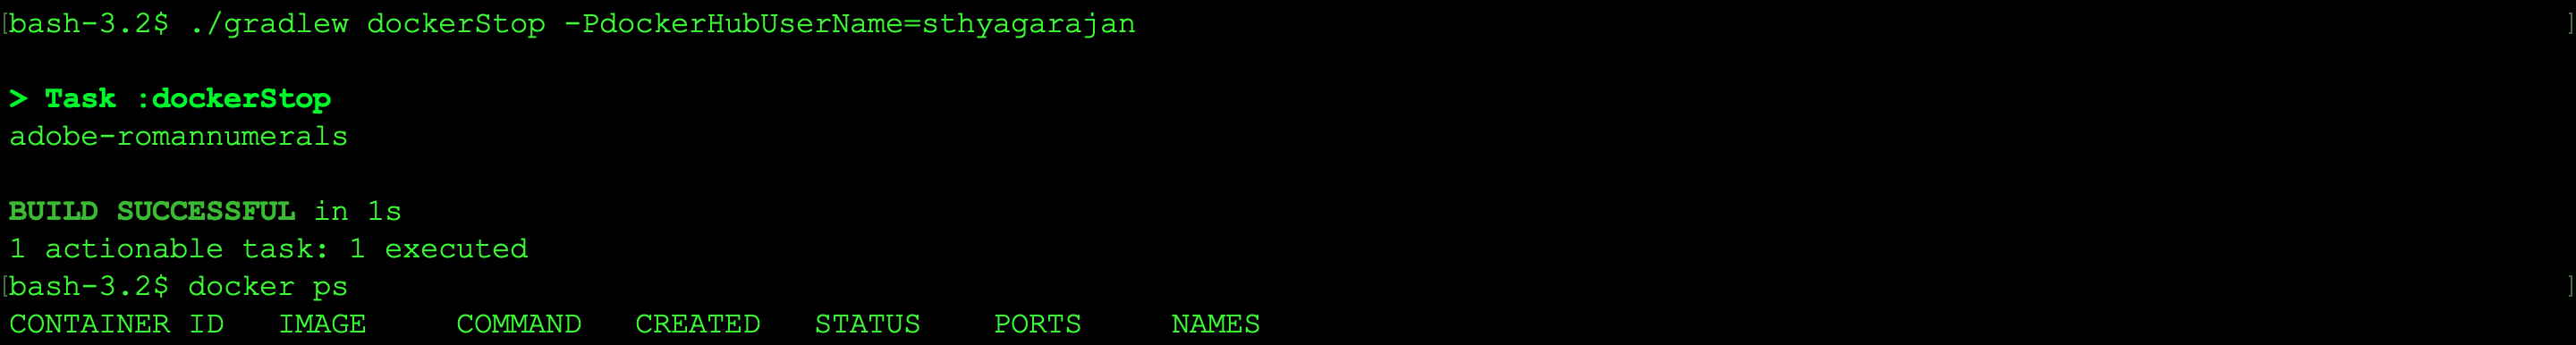 [bash-3.2$ ./gradlew dockerStop -PdockerHubUserName=sthyagarajan ]
> Task :dockerStop
adobe-romannumerals
BUILD SUCCESSFUL in 1s
1 actionable task: 1 executed
[bash-3.2$ docker ps ]
CONTAINER ID   IMAGE     COMMAND   CREATED   STATUS    PORTS     NAMES